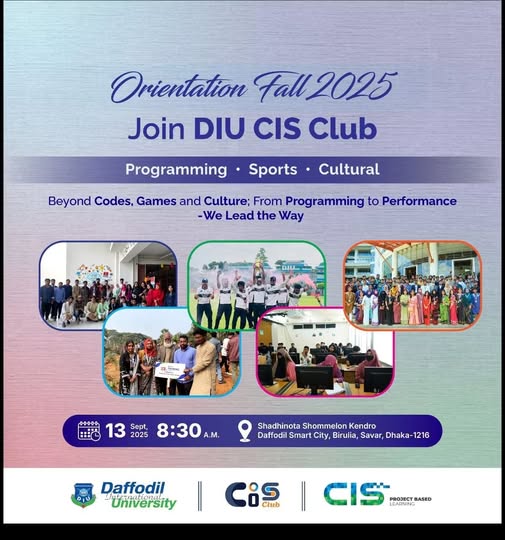 Orientation Fall 2025
Join DIU CIS Club
Programming • Sports • Cultural
Beyond Codes, Games and Culture; From Programming to Performance
-We Lead the Way
DIU
13 Sept, 2025 8:30 A.M.
Shadhinota Shommelon Kendro
Daffodil Smart City, Birulia, Savar, Dhaka-1216
DIU
Daffodil
International
University
CIS
Club
CIS
PROJECT BASED
LEARNING